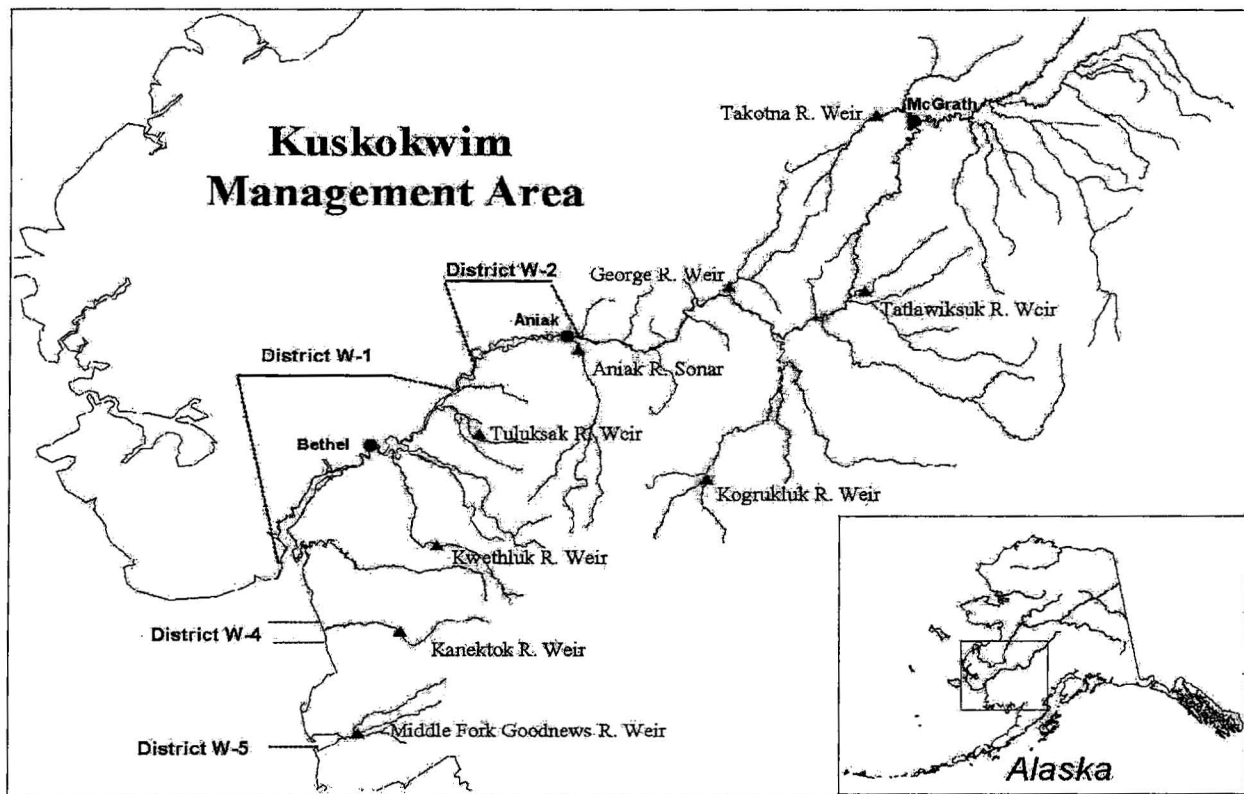 Kuskokwim
Management Area
McGrath
Takotna R. Weir
District W-2
George R. Weir
Tatlawiksuk R. Weir
Aniak
District W-1
Aniak R. Sonar
Bethel
Tuluksak R. Weir
Kogrukluk R. Weir
Kwethluk R. Weir
District W-4
Kanektok R. Weir
Middle Fork Goodnews R. Weir
District W-5
Alaska